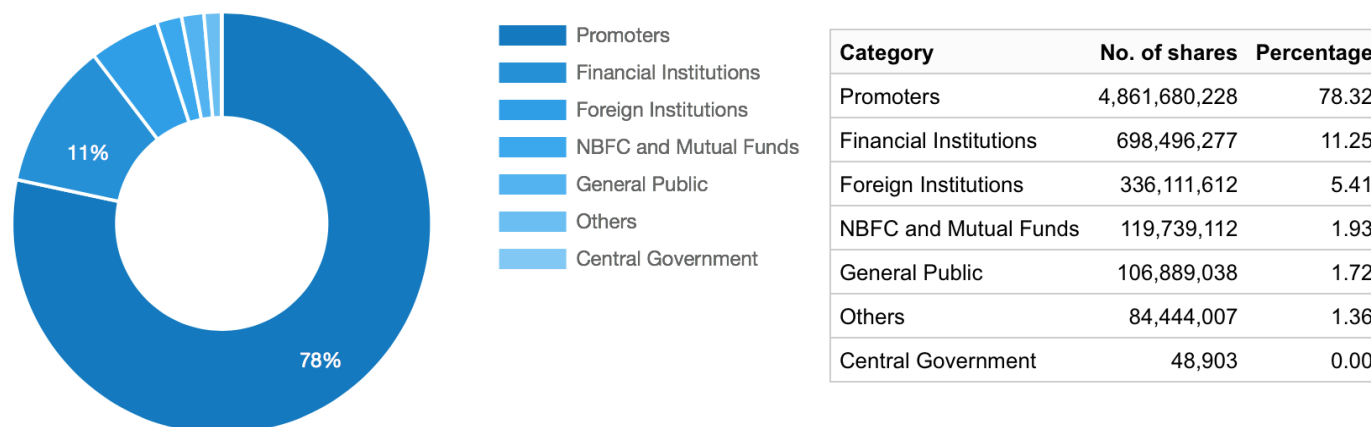 11%
78%
Promoters
Financial Institutions
Foreign Institutions
NBFC and Mutual Funds
General Public
Others
Central Government
Category No. of shares Percentage
Promoters 4,861,680,228 78.32
Financial Institutions 698,496,277 11.25
Foreign Institutions 336,111,612 5.41
NBFC and Mutual Funds 119,739,112 1.93
General Public 106,889,038 1.72
Others 84,444,007 1.36
Central Government 48,903 0.00